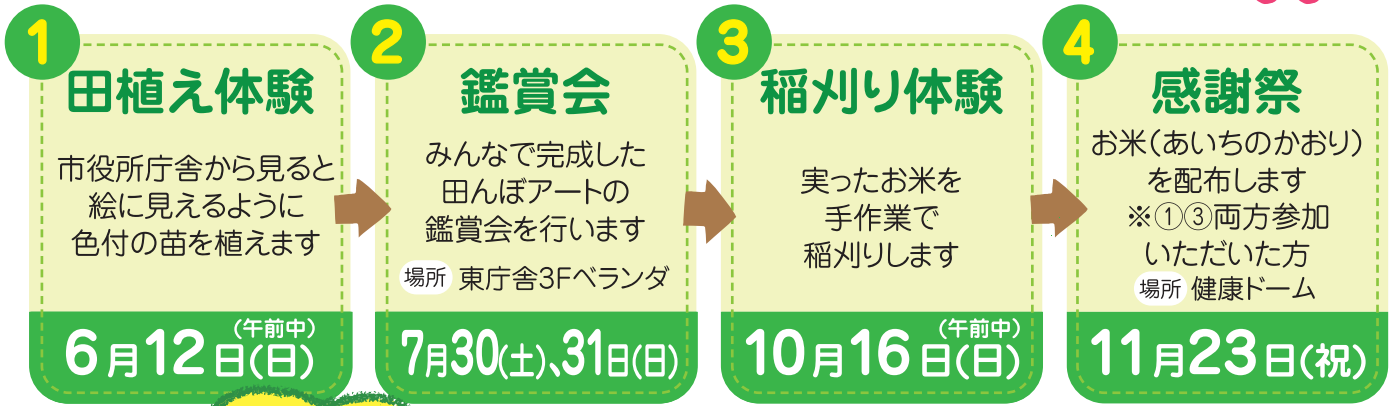 1
田植え体験
市役所庁舎から見ると
絵に見えるように
色付の苗を植えます
(午前中)
6月12日(日)
2
鑑賞会
みんなで完成した
田んぼアートの
鑑賞会を行います
場所 東庁舎3Fベランダ
7月30(土)、31日(日)
3
稲刈り体験
実ったお米を
手作業で
稲刈りします
(午前中)
10月16日(日)
4
感謝祭
お米(あいちのかおり)
を配布します
※①③両方参加
いただいた方
場所 健康ドーム
11月23日(祝)